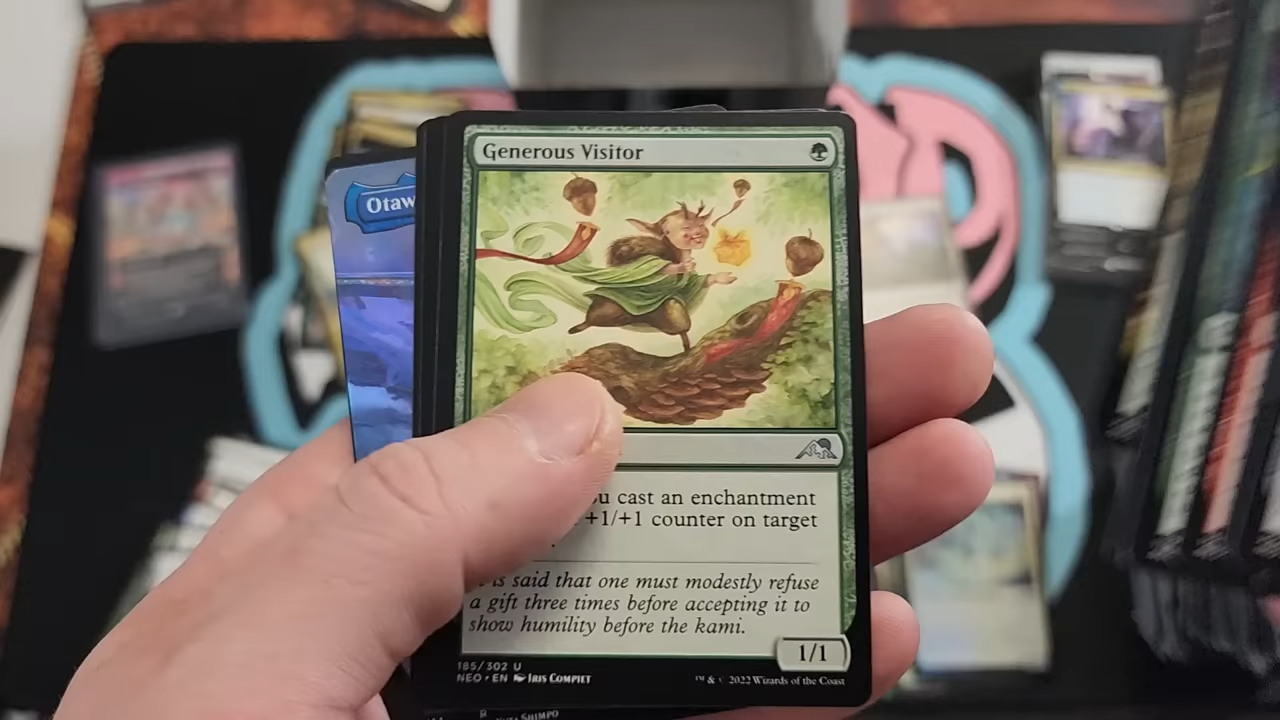 Generous Visitor
Otaw
u cast an enchantment
+1/+1 counter on target
is said that one must modestly refuse
a gift three times before accepting it to
show humility before the kami.
1/1
185/302 U
NEO • EN Iris Compiet
™ & © 2022 Wizards of the Coast
Shimpo